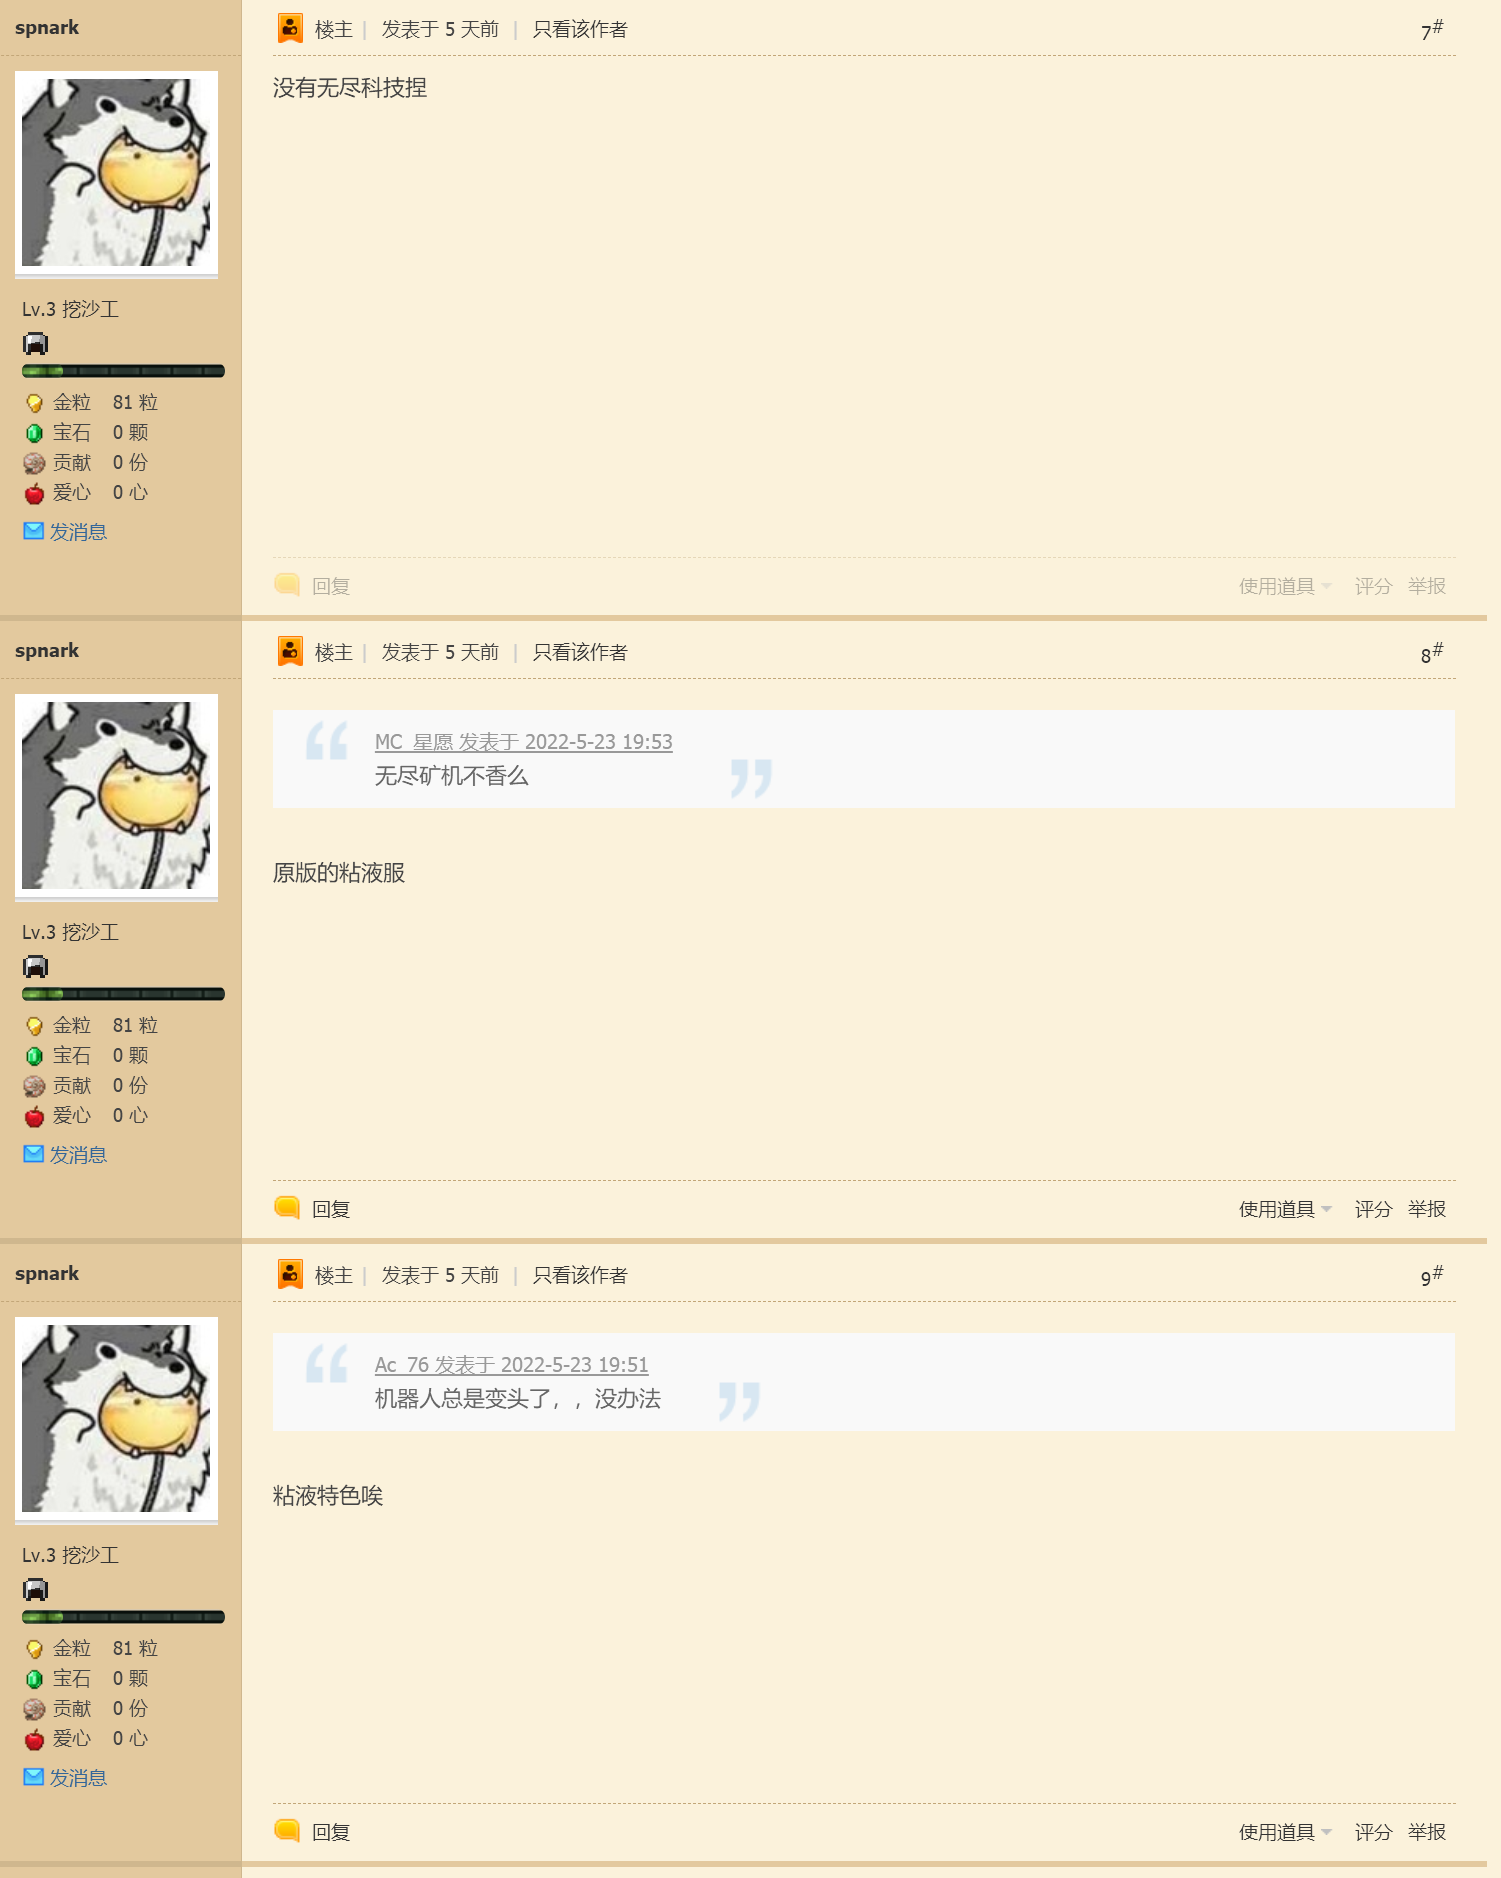 spnark
楼主 | 发表于 5 天前 | 只看该作者
7#
没有无尽科技捏
Lv.3 挖沙工
金粒 81 粒
宝石 0 颗
贡献 0 份
爱心 0 心
发消息
回复
使用道具 评分 举报
spnark
楼主 | 发表于 5 天前 | 只看该作者
8#
MC_星愿 发表于 2022-5-23 19:53
无尽矿机不香么
原版的粘液服
Lv.3 挖沙工
金粒 81 粒
宝石 0 颗
贡献 0 份
爱心 0 心
发消息
回复
使用道具 评分 举报
spnark
楼主 | 发表于 5 天前 | 只看该作者
9#
Ac_76 发表于 2022-5-23 19:51
机器人总是变头了，，没办法
粘液特色唉
Lv.3 挖沙工
金粒 81 粒
宝石 0 颗
贡献 0 份
爱心 0 心
发消息
回复
使用道具 评分 举报